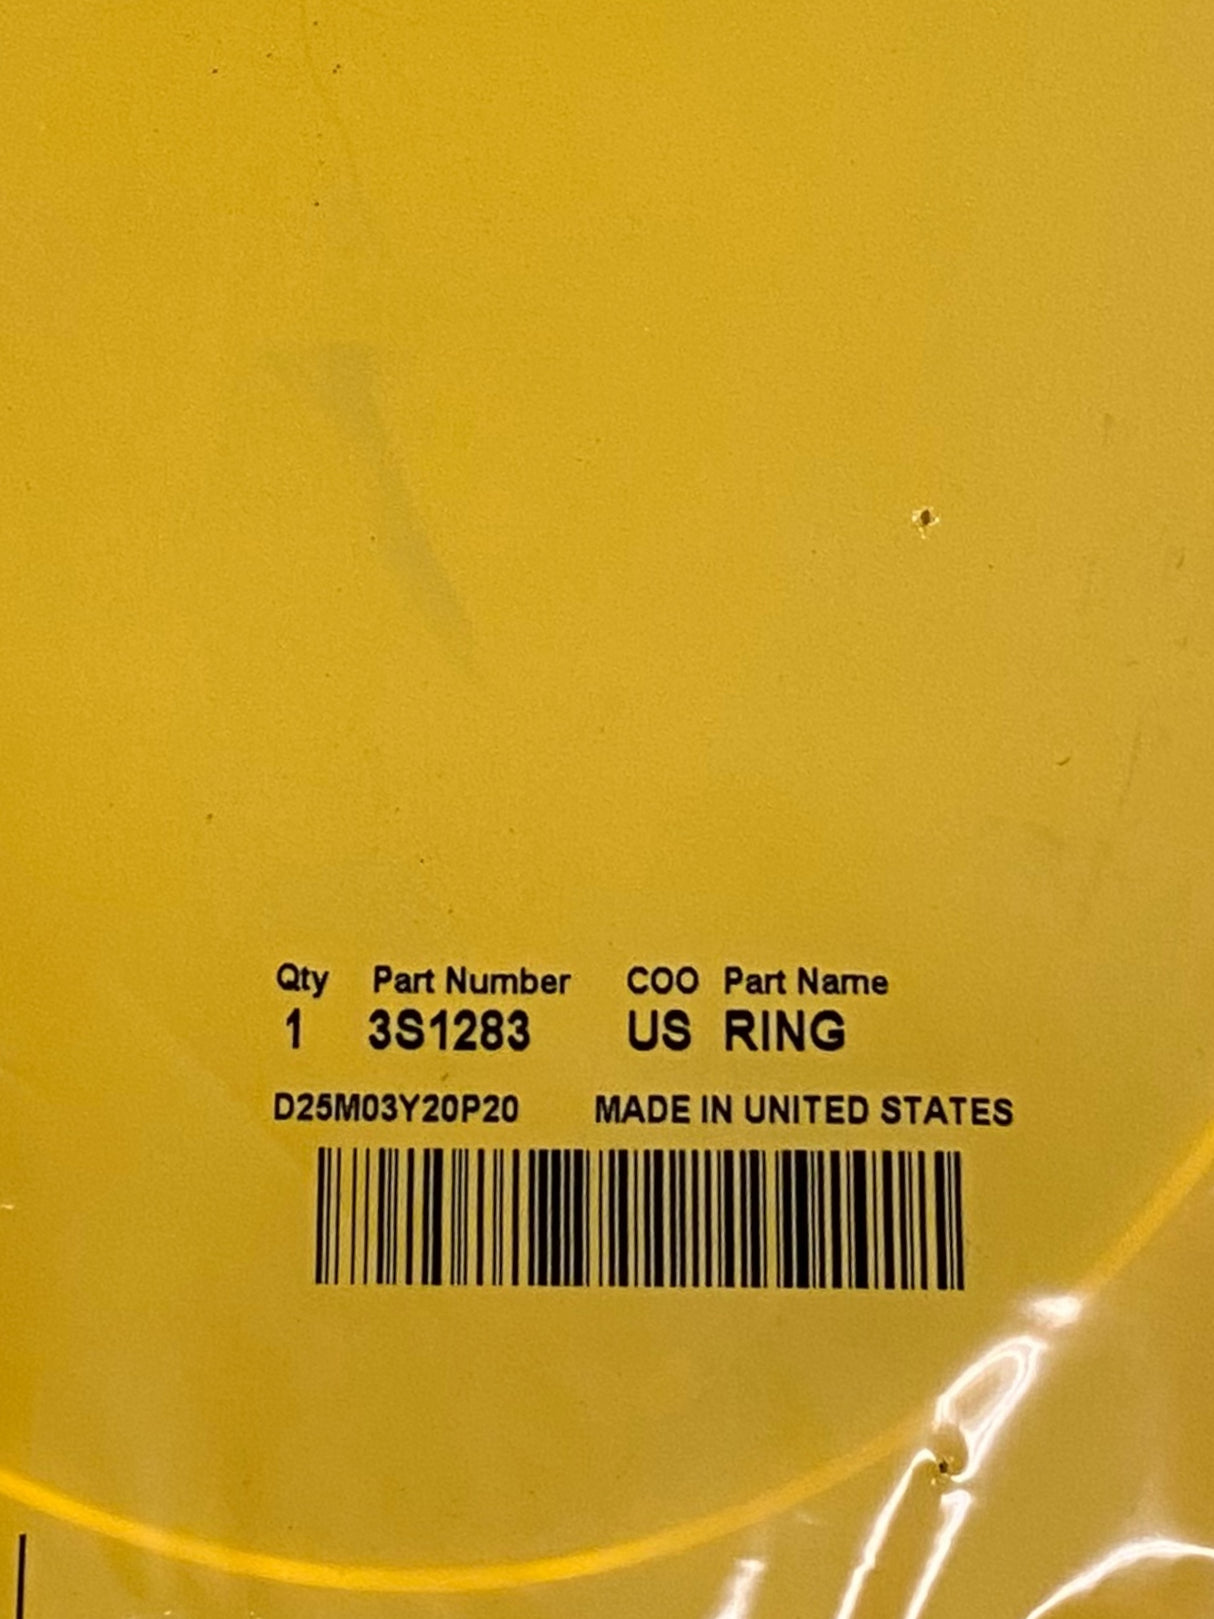 Qty Part Number COO Part Name
1 3S1283 US RING
D25M03Y20P20 MADE IN UNITED STATES